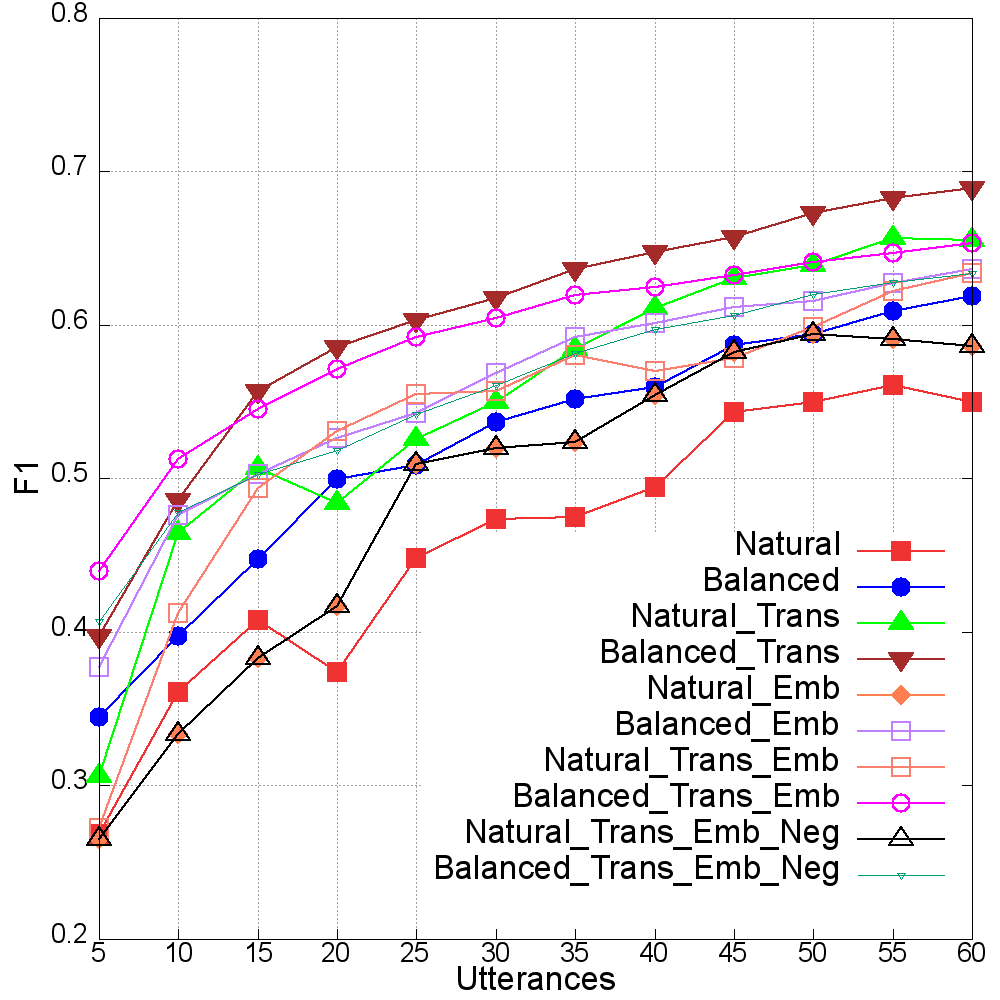 0.8
0.7
0.6
0.5
0.4
0.3
0.2
F1
Natural
Balanced
Natural_Trans
Balanced_Trans
Natural_Emb
Balanced_Emb
Natural_Trans_Emb
Balanced_Trans_Emb
Natural_Trans_Emb_Neg
Balanced_Trans_Emb_Neg
5 10 15 20 25 30 35 40 45 50 55 60
Utterances